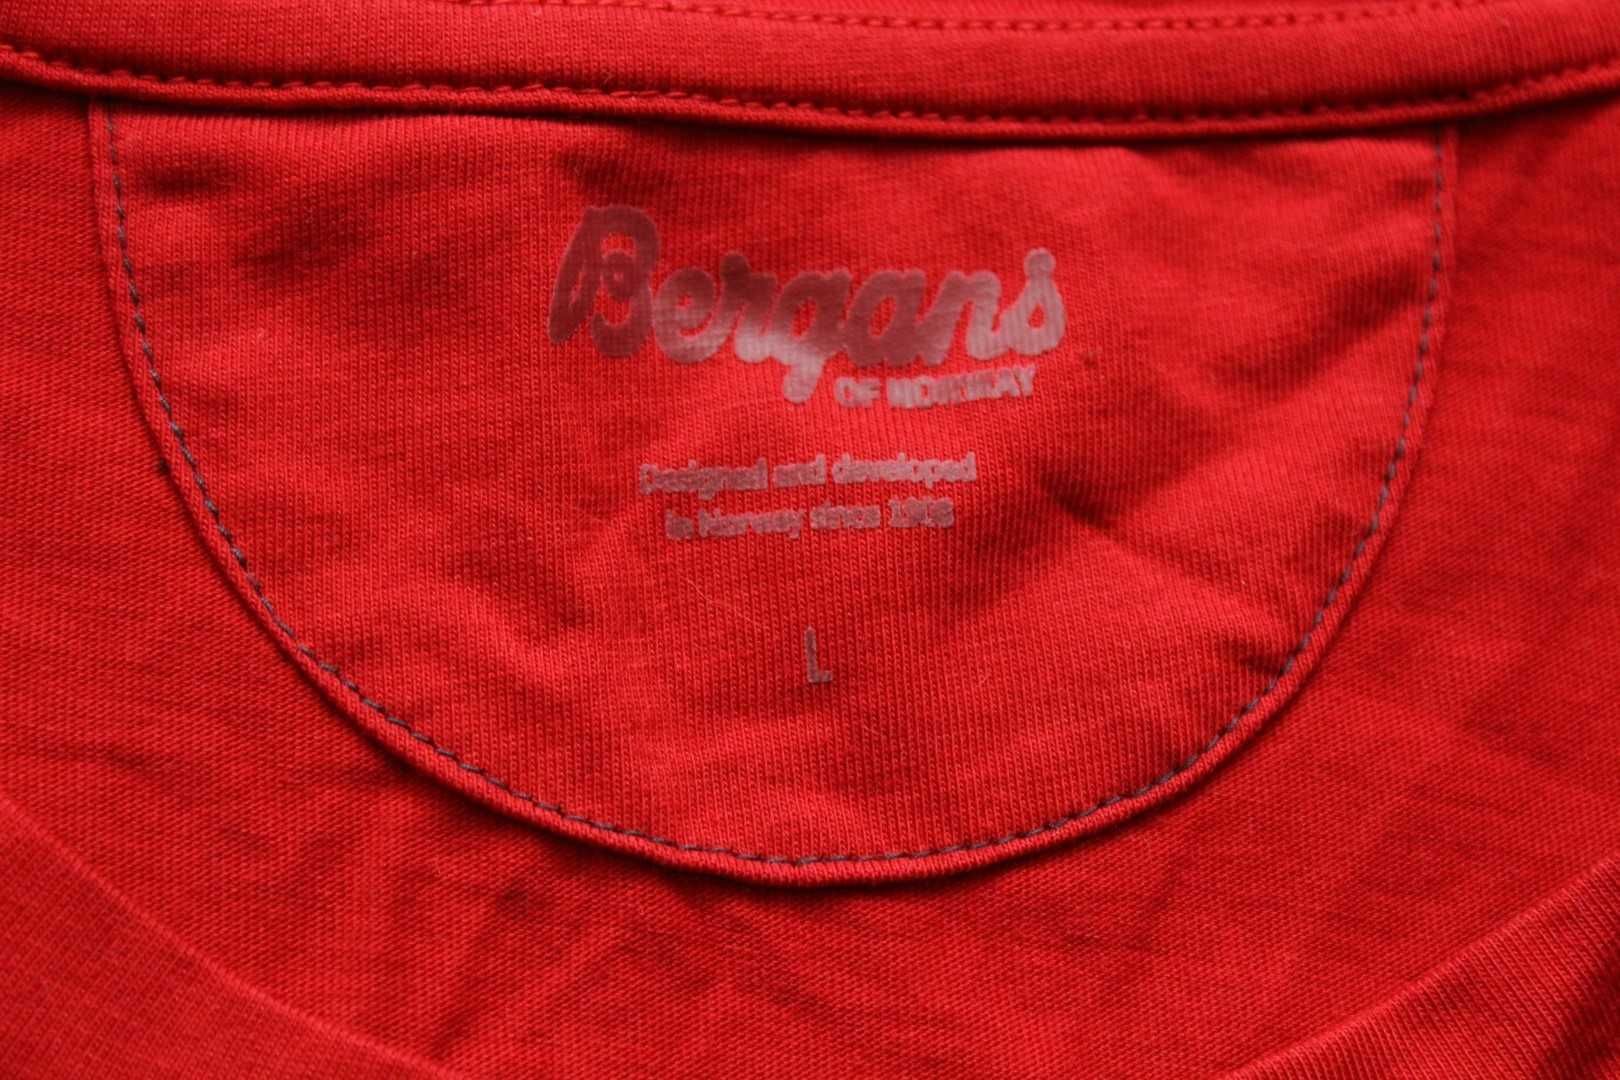 Bergans
OF NORWAY
Designed and developed
in Norway since 1908
L